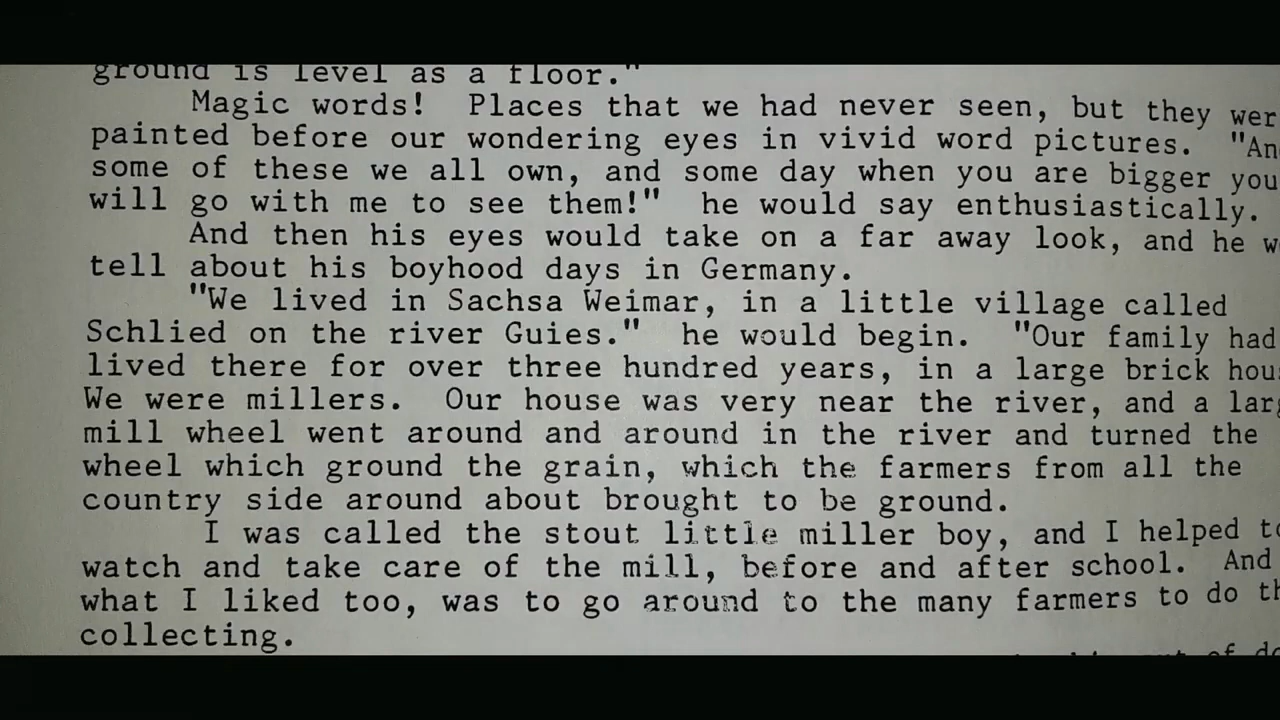 ground is level as a floor."
Magic words!  Places that we had never seen, but they wer
painted before our wondering eyes in vivid word pictures.  "An
some of these we all own, and some day when you are bigger you
will go with me to see them!"  he would say enthusiastically.
And then his eyes would take on a far away look, and he w
tell about his boyhood days in Germany.
"We lived in Sachsa Weimar, in a little village called
Schlied on the river Guies."  he would begin.  "Our family had
lived there for over three hundred years, in a large brick hou
We were millers.  Our house was very near the river, and a larg
mill wheel went around and around in the river and turned the
wheel which ground the grain, which the farmers from all the
country side around about brought to be ground.
I was called the stout little miller boy, and I helped to
watch and take care of the mill, before and after school.  And
what I liked too, was to go around to the many farmers to do th
collecting.
of do